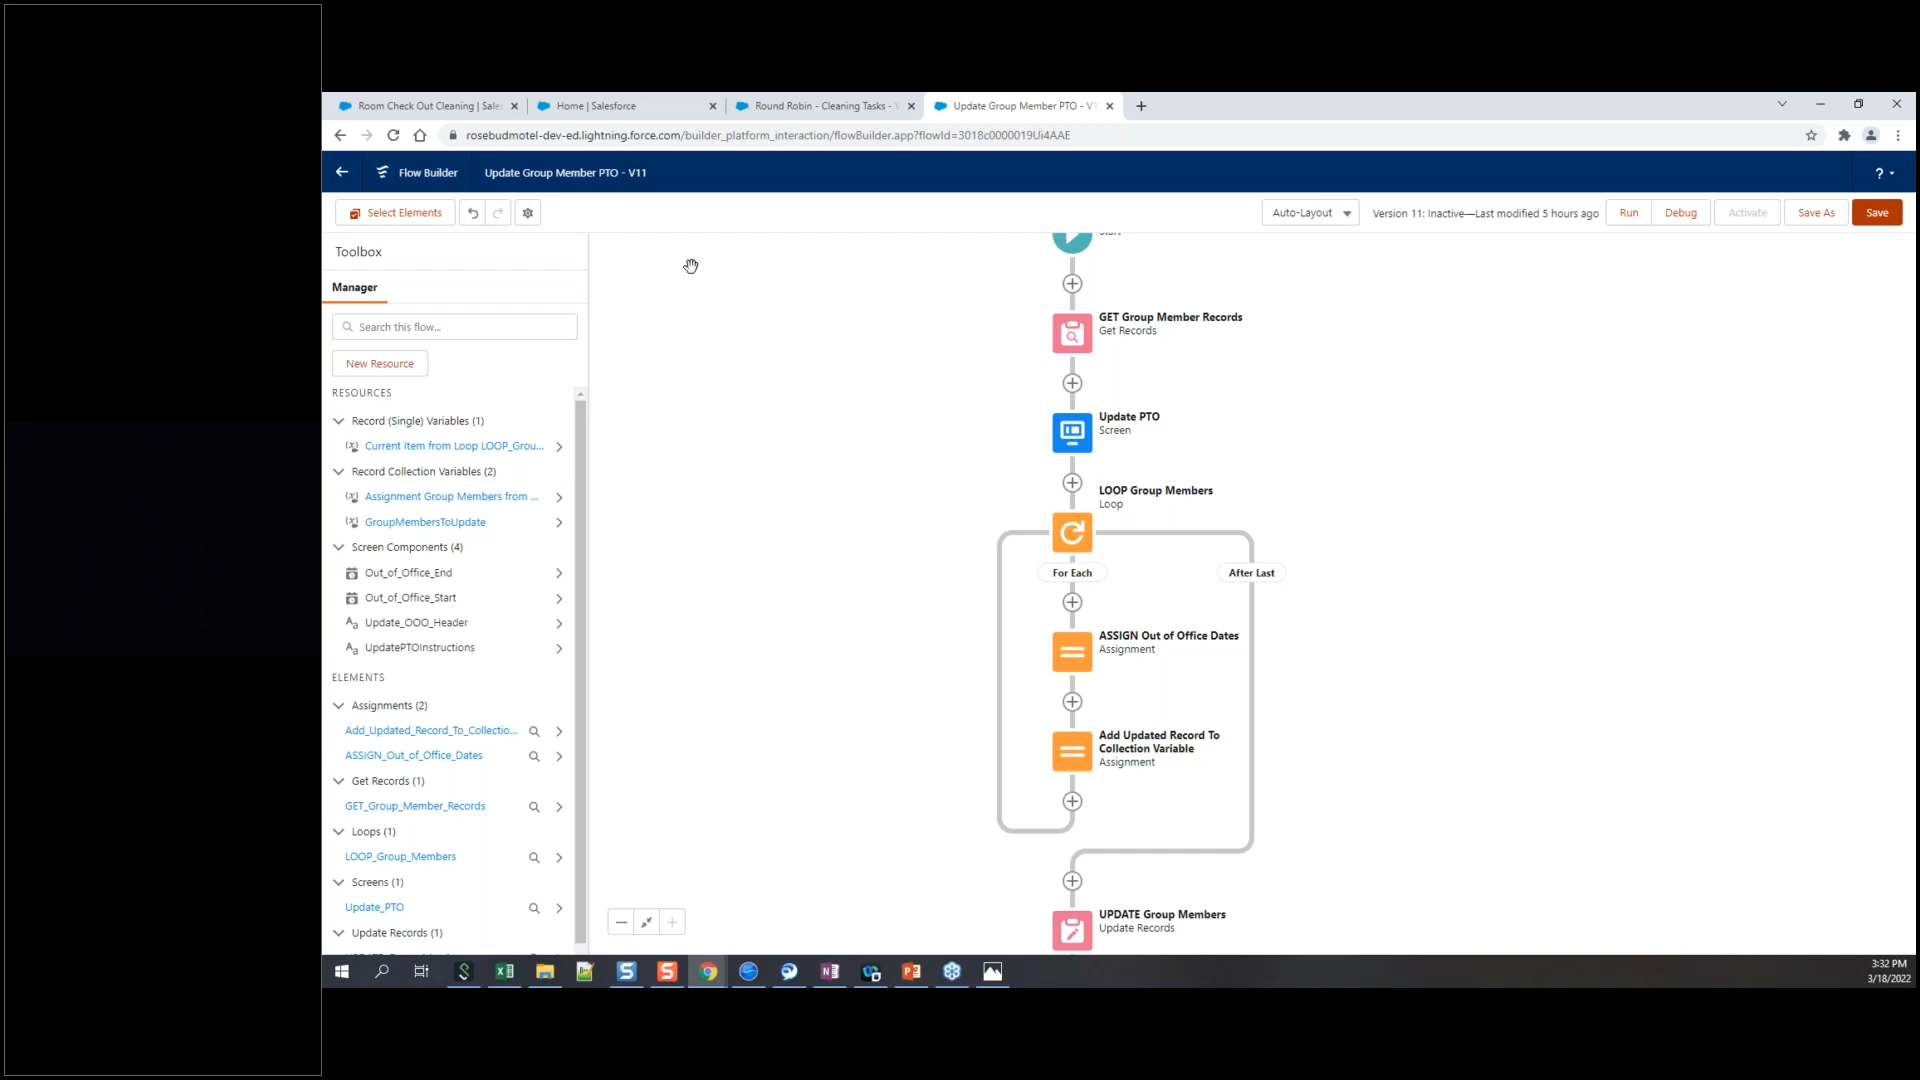 Room Check Out Cleaning | Sale
Home | Salesforce
Round Robin - Cleaning Tasks -
Update Group Member PTO - V1
rosebudmotel-dev-ed.lightning.force.com/builder_platform_interaction/flowBuilder.app?flowId=3018c0000019Ui4AAE
Flow Builder
Update Group Member PTO - V11
?
Select Elements
Auto-Layout
Version 11: Inactive—Last modified 5 hours ago
Run
Debug
Activate
Save As
Save
Toolbox
Manager
Search this flow...
New Resource
RESOURCES
Record (Single) Variables (1)
Current Item from Loop LOOP_Grou...
Record Collection Variables (2)
Assignment Group Members from ...
GroupMembersToUpdate
Screen Components (4)
Out_of_Office_End
Out_of_Office_Start
Update_OOO_Header
UpdatePTOInstructions
ELEMENTS
Assignments (2)
Add_Updated_Record_To_Collectio...
ASSIGN_Out_of_Office_Dates
Get Records (1)
GET_Group_Member_Records
Loops (1)
LOOP_Group_Members
Screens (1)
Update_PTO
Update Records (1)
Start
GET Group Member Records
Get Records
Update PTO
Screen
LOOP Group Members
Loop
For Each
After Last
ASSIGN Out of Office Dates
Assignment
Add Updated Record To
Collection Variable
Assignment
UPDATE Group Members
Update Records
3:32 PM
3/18/2022